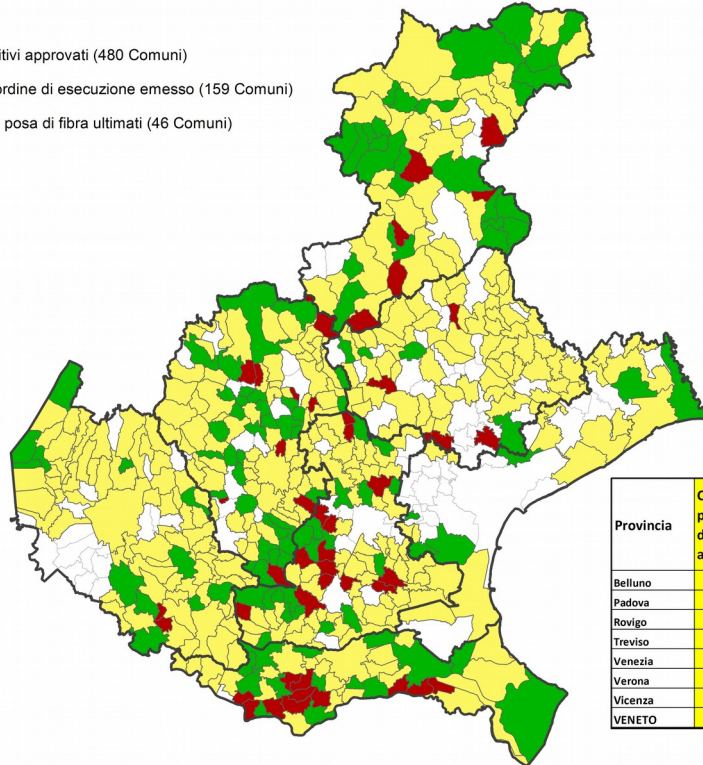 tivi approvati (480 Comuni)
ordine di esecuzione emesso (159 Comuni)
posa di fibra ultimati (46 Comuni)
Provincia
Belluno
Padova
Rovigo
Treviso
Venezia
Verona
Vicenza
VENETO